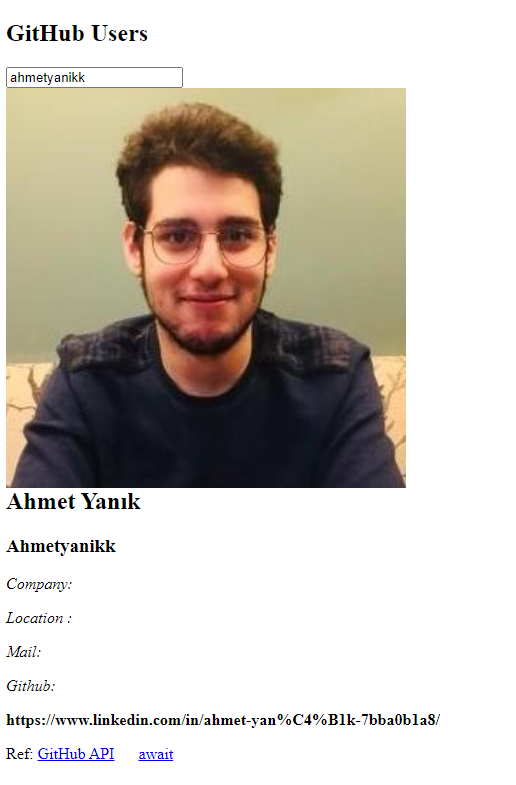 GitHub Users
ahmetyanikk
Ahmet Yanık
Ahmetyanikk
Company:
Location :
Mail:
Github:
https://www.linkedin.com/in/ahmet-yan%C4%B1k-7bba0b1a8/
Ref: GitHub API await